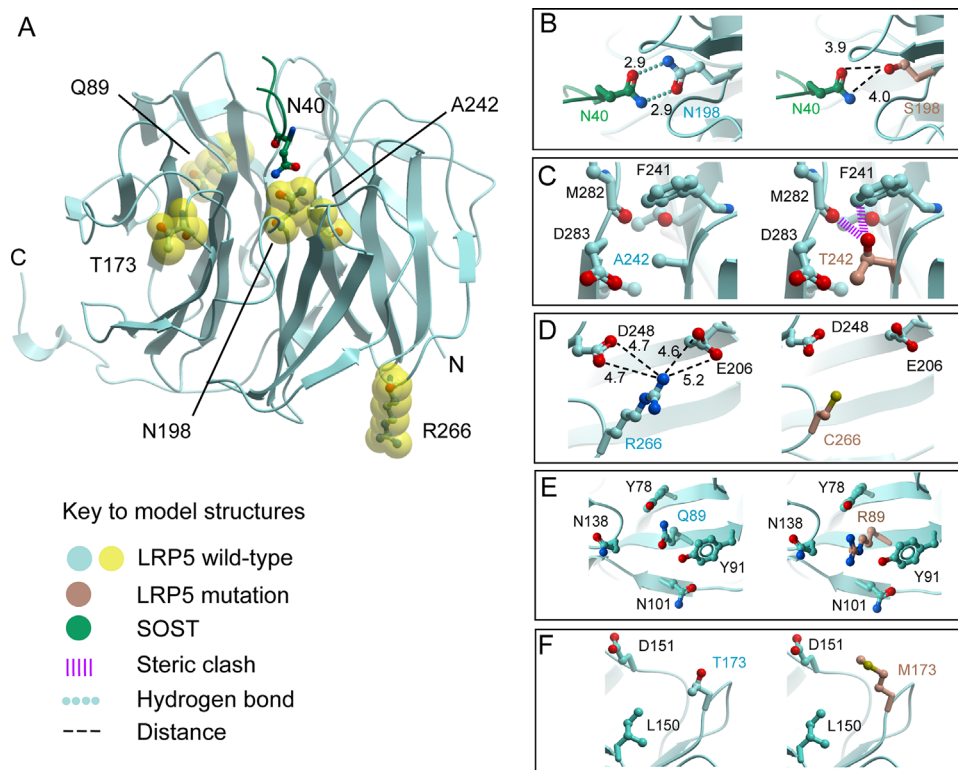 A
Q89
N40
A242
C
T173
N
N198
R266
Key to model structures
LRP5 wild-type
LRP5 mutation
SOST
Steric clash
Hydrogen bond
Distance
B
2.9
2.9
N40
N198
3.9
4.0
N40
S198
C
F241
M282
D283
A242
F241
M282
D283
T242
D
D248
4.7
4.6
4.7
5.2
E206
R266
D248
E206
C266
E
Y78
Q89
N138
Y91
N101
Y78
R89
N138
Y91
N101
F
D151
T173
L150
D151
M173
L150